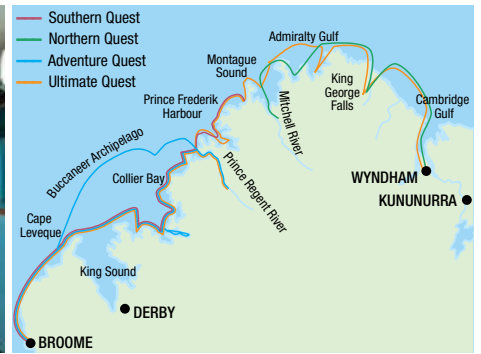 Southern Quest
Northern Quest
Adventure Quest
Ultimate Quest
Admiralty Gulf
Montague
Sound
King
George
Falls
Cambridge
Gulf
Prince Frederik
Harbour
Mitchell River
Buccaneer Archipelago
Collier Bay
Prince Regent River
WYNDHAM
KUNUNURRA
Cape
Leveque
King Sound
DERBY
BROOME